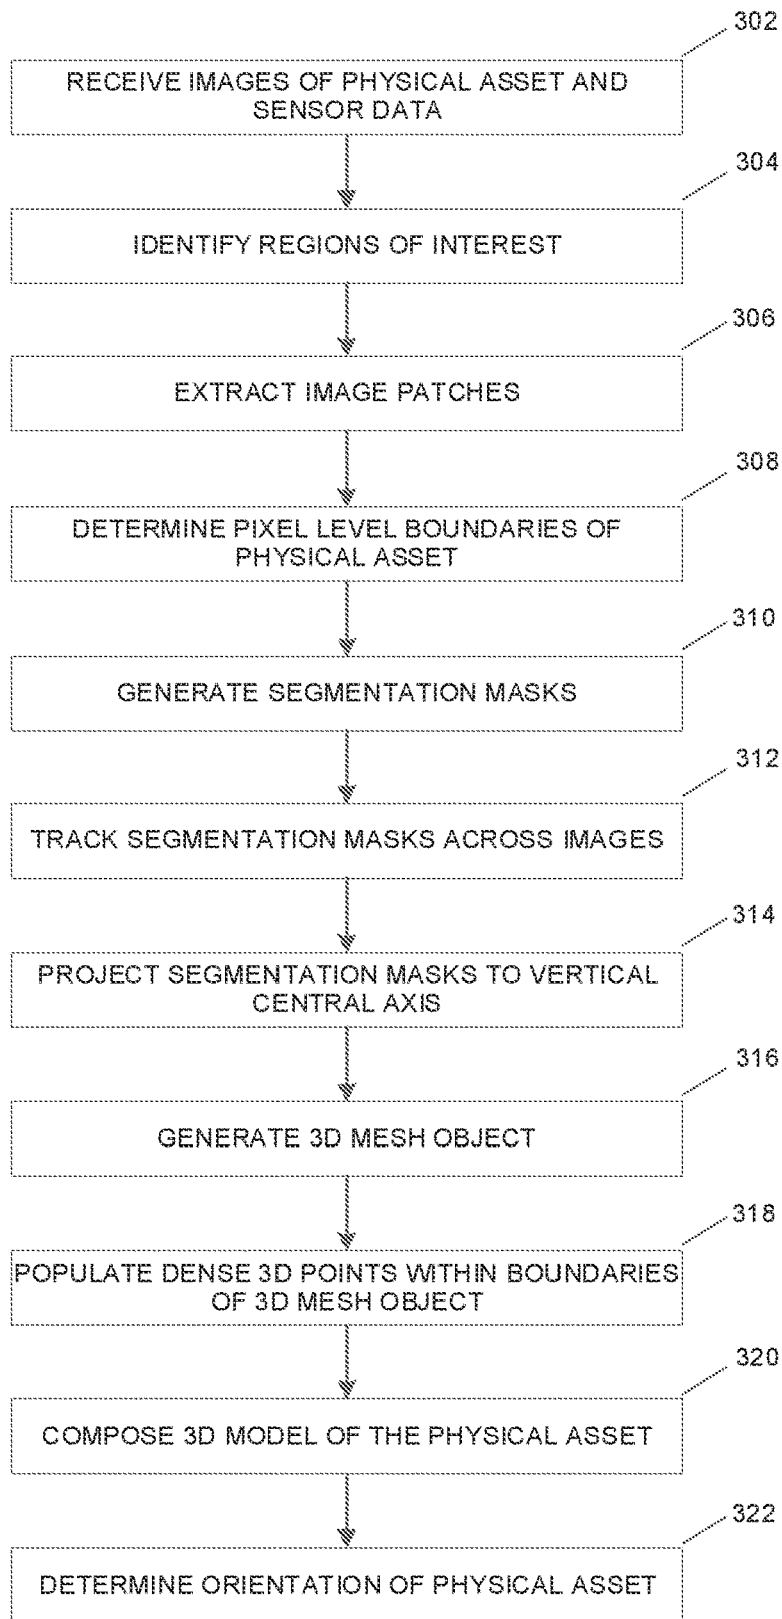 302
RECEIVE IMAGES OF PHYSICAL ASSET AND
SENSOR DATA
304
IDENTIFY REGIONS OF INTEREST
306
EXTRACT IMAGE PATCHES
308
DETERMINE PIXEL LEVEL BOUNDARIES OF
PHYSICAL ASSET
310
GENERATE SEGMENTATION MASKS
312
TRACK SEGMENTATION MASKS ACROSS IMAGES
314
PROJECT SEGMENTATION MASKS TO VERTICAL
CENTRAL AXIS
316
GENERATE 3D MESH OBJECT
318
POPULATE DENSE 3D POINTS WITHIN BOUNDARIES
OF 3D MESH OBJECT
320
COMPOSE 3D MODEL OF THE PHYSICAL ASSET
322
DETERMINE ORIENTATION OF PHYSICAL ASSET